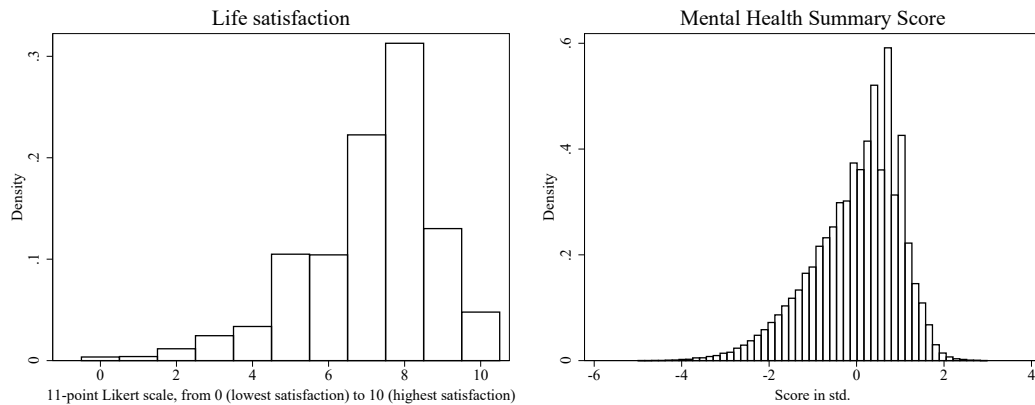 Life satisfaction
Density
0
.1
.2
.3
0 2 4 6 8 10
11-point Likert scale, from 0 (lowest satisfaction) to 10 (highest satisfaction)
Mental Health Summary Score
Density
0
.2
.4
.6
-6 -4 -2 0 2 4
Score in std.